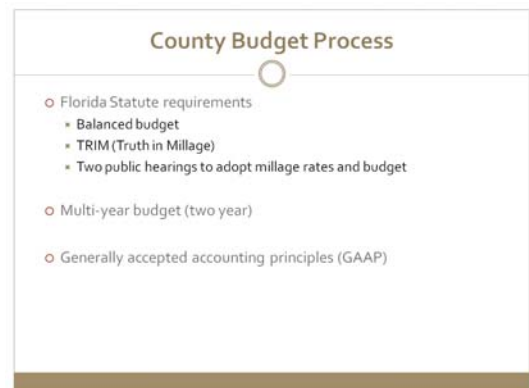 County Budget Process
Florida Statute requirements
Balanced budget
TRIM (Truth in Millage)
Two public hearings to adopt millage rates and budget
Multi-year budget (two year)
Generally accepted accounting principles (GAAP)